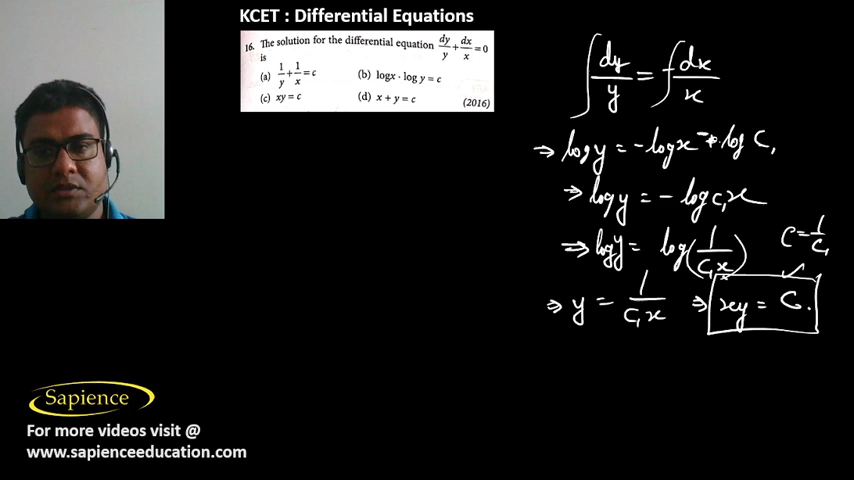 KCET : Differential Equations
16. The solution for the differential equation dy/y + dx/x = 0
is
(a) 1/y + 1/x = c (b) logx · log y = c
(c) xy = c (d) x + y = c (2016)
∫ dy/y = -∫ dx/x
⇒ log y = - log x - log C₁
⇒ log y = - log C₁x
⇒ log y = log(1/C₁x) C = 1/C₁
⇒ y = 1/C₁x ⇒ xy = C.
Sapience
For more videos visit @
www.sapienceeducation.com